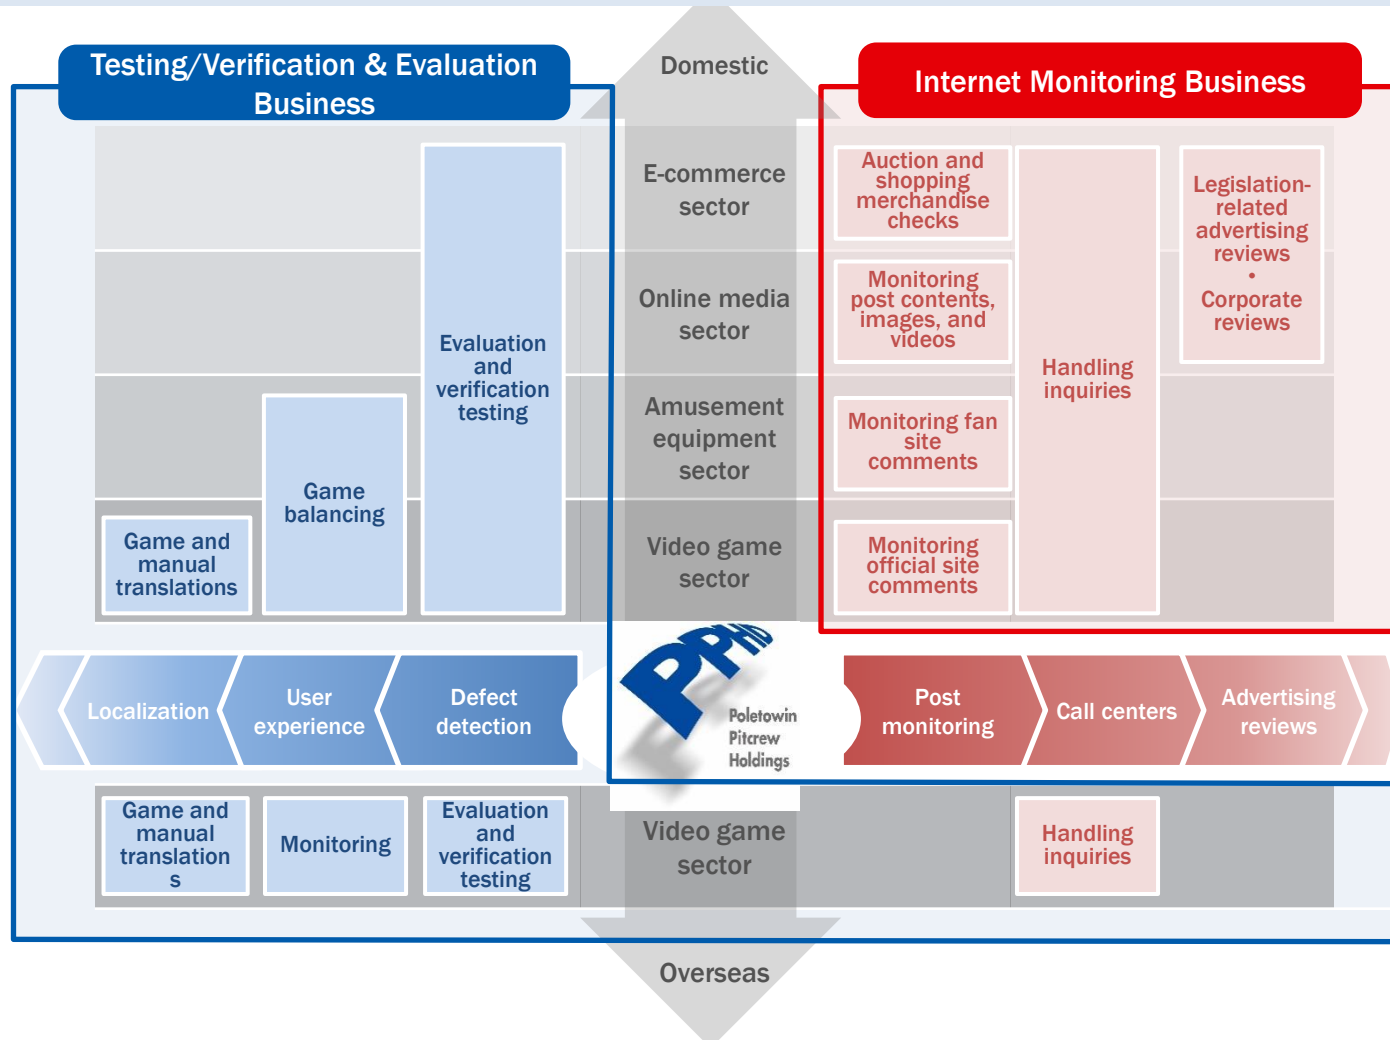 Testing/Verification & Evaluation
Business
Domestic
Internet Monitoring Business
E-commerce
sector
Auction and
shopping
merchandise
checks
Legislation-
related
advertising
reviews
•
Corporate
reviews
Online media
sector
Monitoring
post contents,
images, and
videos
Evaluation
and
verification
testing
Handling
inquiries
Amusement
equipment
sector
Monitoring fan
site
comments
Game
balancing
Game and
manual
translations
Video game
sector
Monitoring
official site
comments
PPHD
Poletowin
Pitcrew
Holdings
Localization
User
experience
Defect
detection
Post
monitoring
Call centers
Advertising
reviews
Game and
manual
translation
s
Monitoring
Evaluation
and
verification
testing
Video game
sector
Handling
inquiries
Overseas